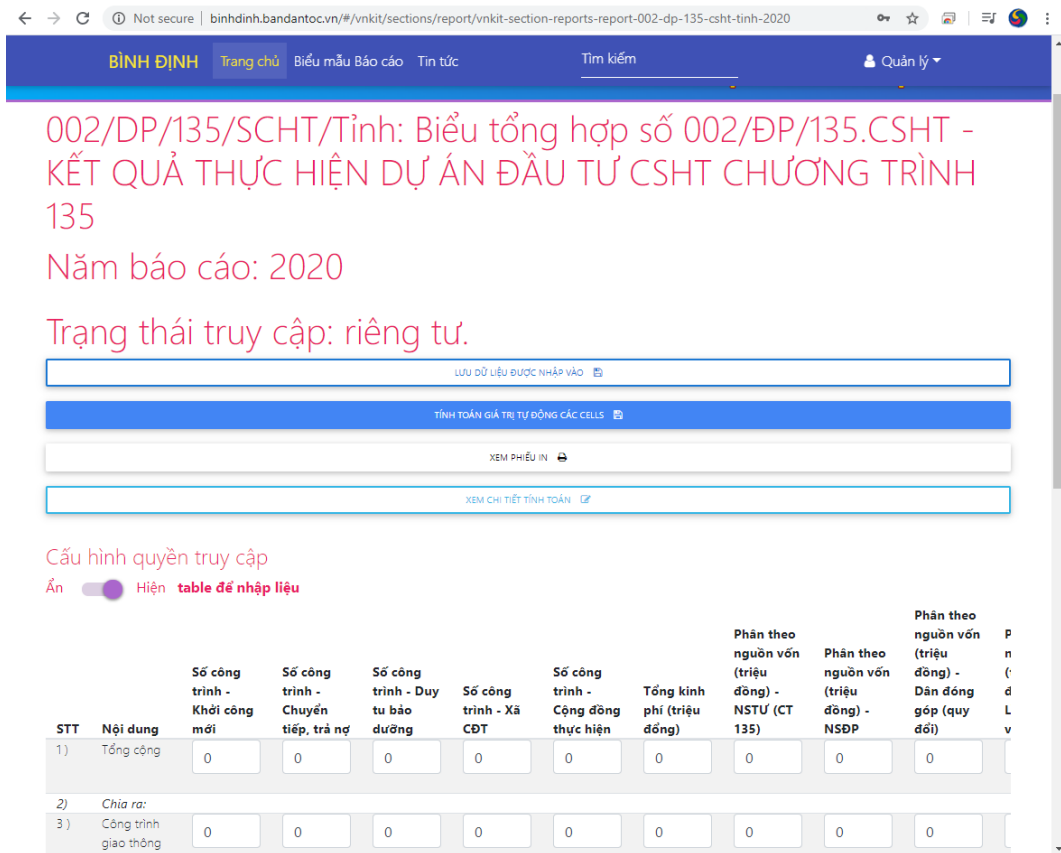 Not secure | binhdinh.bandantoc.vn/#/vnkit/sections/report/vnkit-section-reports-report-002-dp-135-csht-tinh-2020
BÌNH ĐỊNH Trang chủ Biểu mẫu Báo cáo Tin tức Tìm kiếm Quản lý
002/DP/135/SCHT/Tỉnh: Biểu tổng hợp số 002/ĐP/135.CSHT -
KẾT QUẢ THỰC HIỆN DỰ ÁN ĐẦU TƯ CSHT CHƯƠNG TRÌNH
135
Năm báo cáo: 2020
Trạng thái truy cập: riêng tư.
LƯU DỮ LIỆU ĐƯỢC NHẬP VÀO
TÍNH TOÁN GIÁ TRỊ TỰ ĐỘNG CÁC CELLS
XEM PHIẾU IN
XEM CHI TIẾT TÍNH TOÁN
Cấu hình quyền truy cập
Ẩn Hiện table để nhập liệu
Phân theo
Phân theo nguồn vốn
nguồn vốn Phân theo (triệu
Số công Số công Số công Số công (triệu nguồn vốn đồng) -
trình - trình - trình - Duy Số công trình - Tổng kinh đồng) - (triệu Dân đóng
Khởi công Chuyển tu bảo trình - Xã Cộng đồng phí (triệu NSTƯ (CT đồng) - góp (quy
STT Nội dung mới tiếp, trả nợ dưỡng CĐT thực hiện đồng) 135) NSĐP đổi)
1 ) Tổng cộng 0 0 0 0 0 0 0 0 0
2) Chia ra:
3 ) Công trình 0 0 0 0 0 0 0 0 0
giao thông